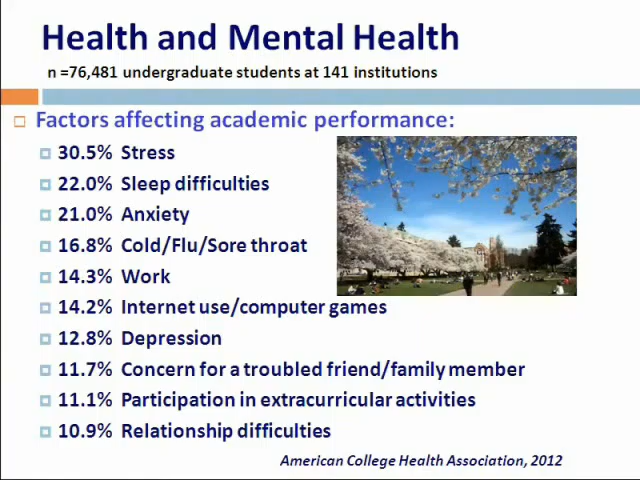 Health and Mental Health
n =76,481 undergraduate students at 141 institutions
Factors affecting academic performance:
30.5% Stress
22.0% Sleep difficulties
21.0% Anxiety
16.8% Cold/Flu/Sore throat
14.3% Work
14.2% Internet use/computer games
12.8% Depression
11.7% Concern for a troubled friend/family member
11.1% Participation in extracurricular activities
10.9% Relationship difficulties
American College Health Association, 2012